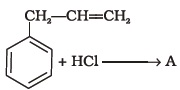 CH₂—CH=CH₂
+ HCl ⟶ A